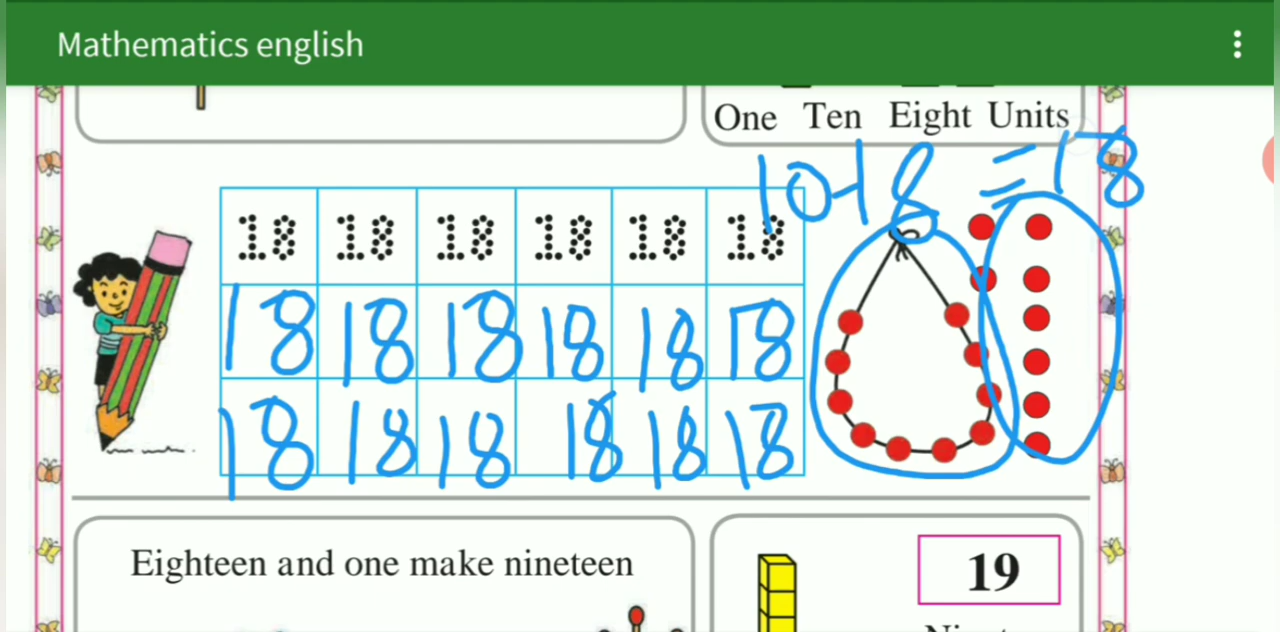 Mathematics english
One Ten Eight Units
10+8 = 18
18 18 18 18 18 18
18 18 18 18 18 18
18 18 18 18 18 18
Eighteen and one make nineteen
19